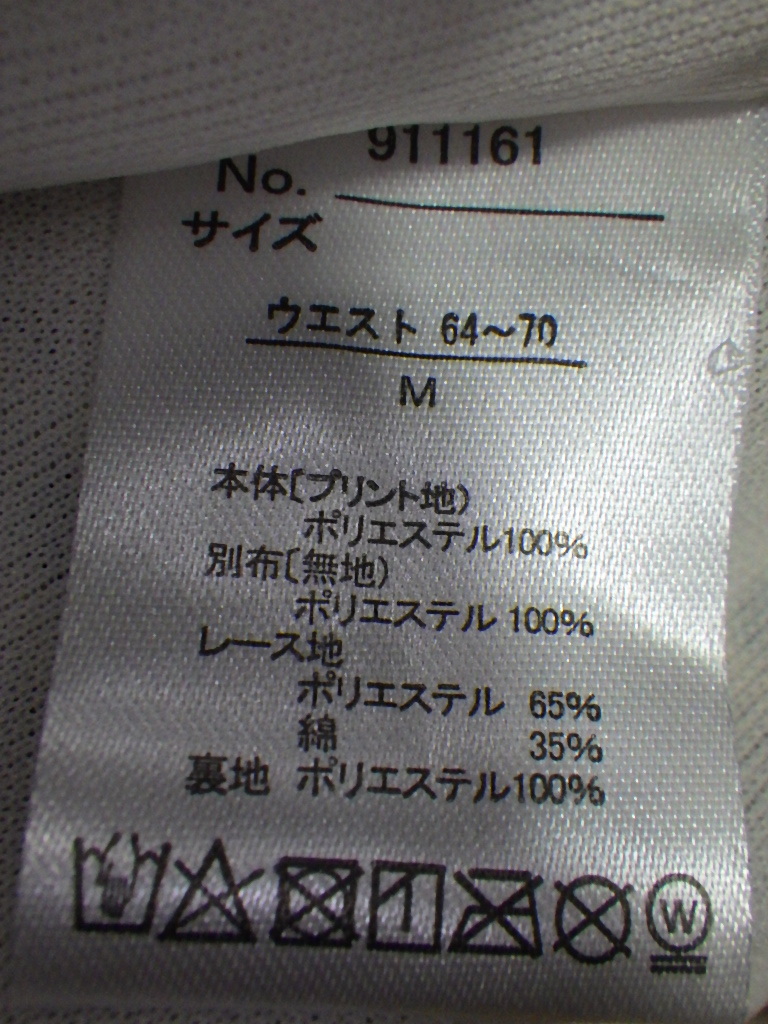 No. 911161
サイズ
ウエスト 64〜70
M
本体(プリント地)
ポリエステル100%
別布(無地)
ポリエステル 100%
レース地
ポリエステル 65%
綿 35%
裏地 ポリエステル100%
W